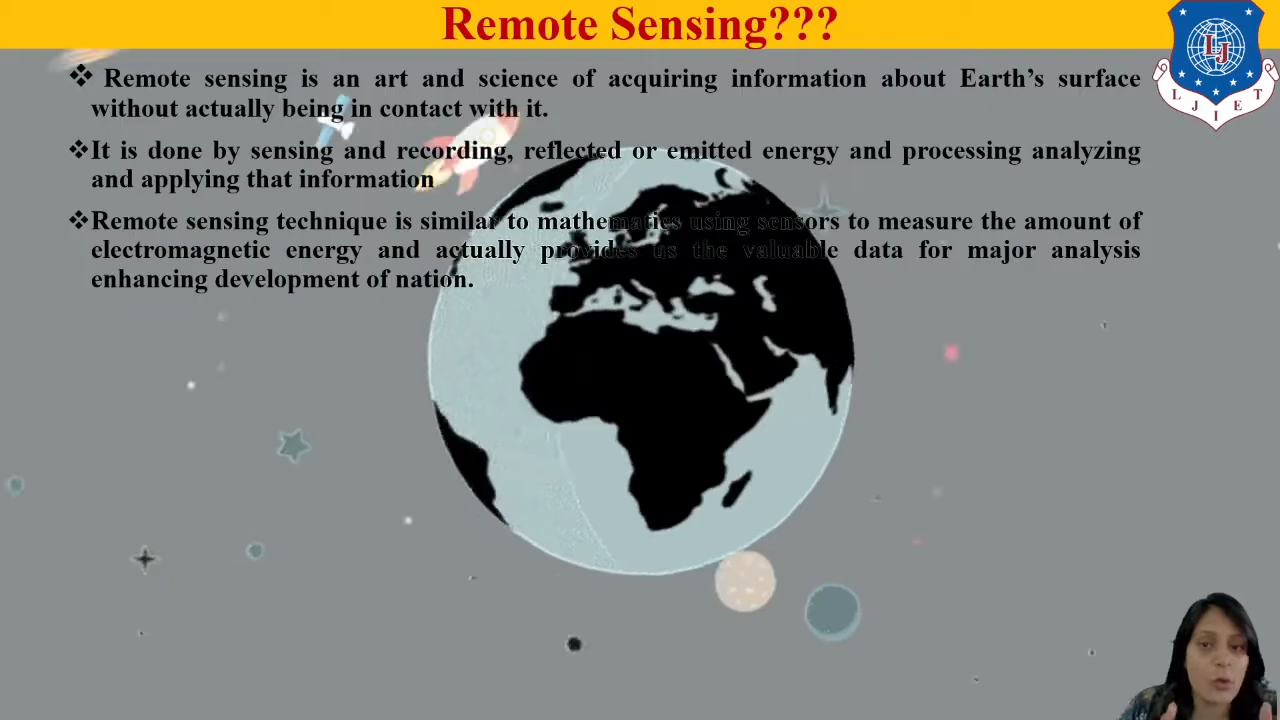 Remote Sensing???
❖ Remote sensing is an art and science of acquiring information about Earth's surface
without actually being in contact with it.
❖It is done by sensing and recording, reflected or emitted energy and processing analyzing
and applying that information
❖Remote sensing technique is similar to mathematics using sensors to measure the amount of
electromagnetic energy and actually provides us the valuable data for major analysis
enhancing development of nation.
LJ
L J I E T